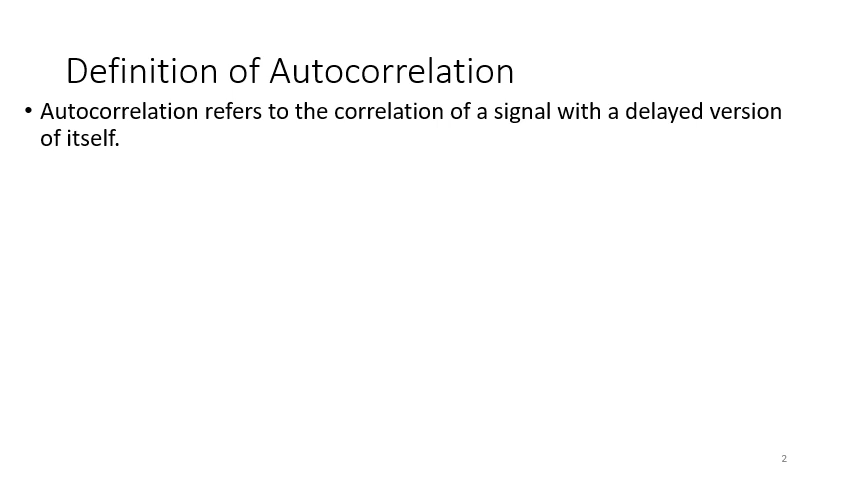 Definition of Autocorrelation
• Autocorrelation refers to the correlation of a signal with a delayed version
of itself.
2